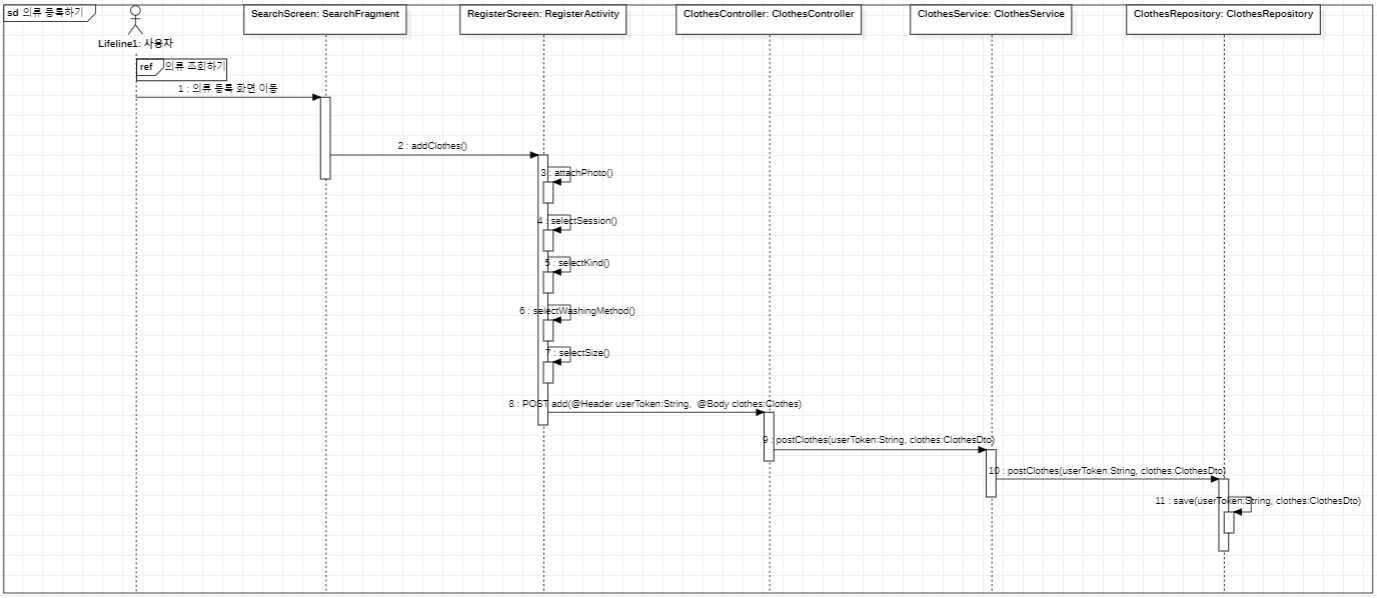 sd 의류 등록하기
SearchScreen: SearchFragment
RegisterScreen: RegisterActivity
ClothesController: ClothesController
ClothesService: ClothesService
ClothesRepository: ClothesRepository
Lifeline1: 사용자
ref 의류 조회하기
1 : 의류 등록 화면 이동
2 : addClothes()
3 : attachPhoto()
4 : selectSession()
5 : selectKind()
6 : selectWashingMethod()
7 : selectSize()
8 : POST add(@Header userToken:String, @Body clothes:Clothes)
9 : postClothes(userToken:String, clothes:ClothesDto)
10 : postClothes(userToken:String, clothes:ClothesDto)
11 : save(userToken:String, clothes:ClothesDto)